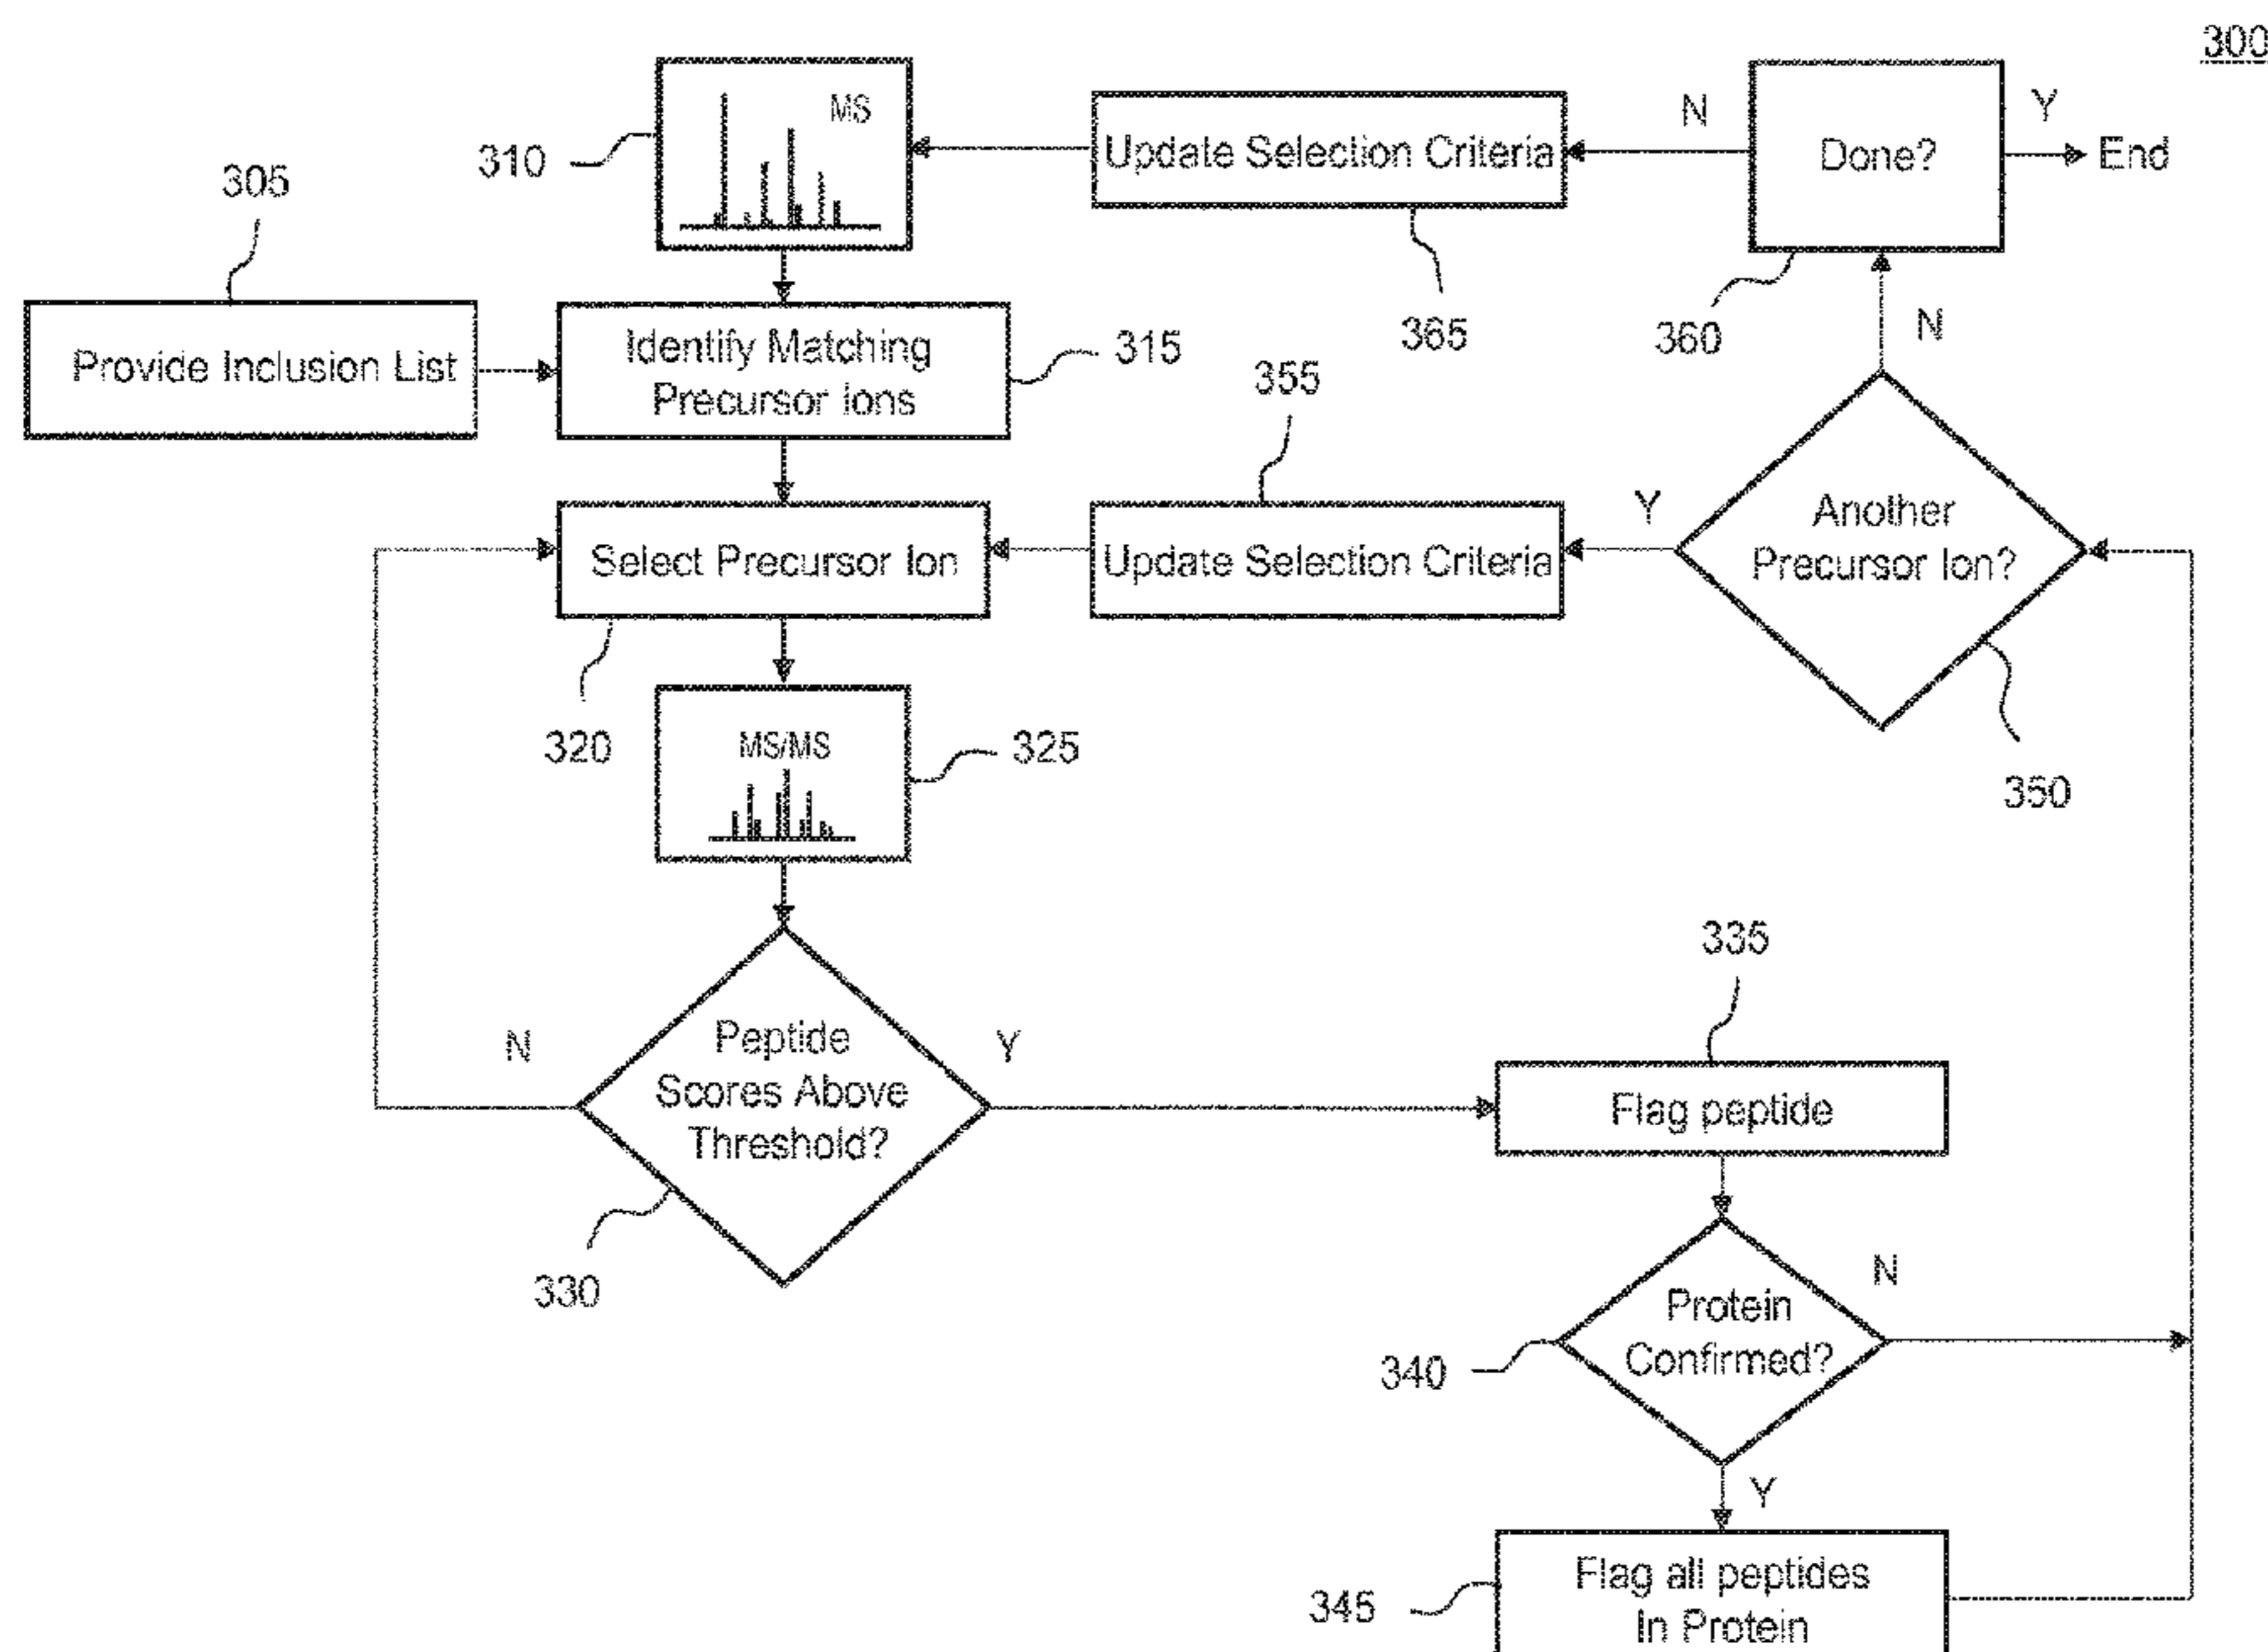 300
MS
310
Update Selection Criteria
N
Done?
Y
End
305
365
360
N
Provide Inclusion List
Identify Matching
Precursor ions
315
355
Select Precursor Ion
Update Selection Criteria
Y
Another
Precursor Ion?
320
MS/MS
325
350
335
N
Peptide
Scores Above
Threshold?
Y
Flag peptide
330
N
Protein
Confirmed?
340
Y
Flag all peptides
In Protein
345